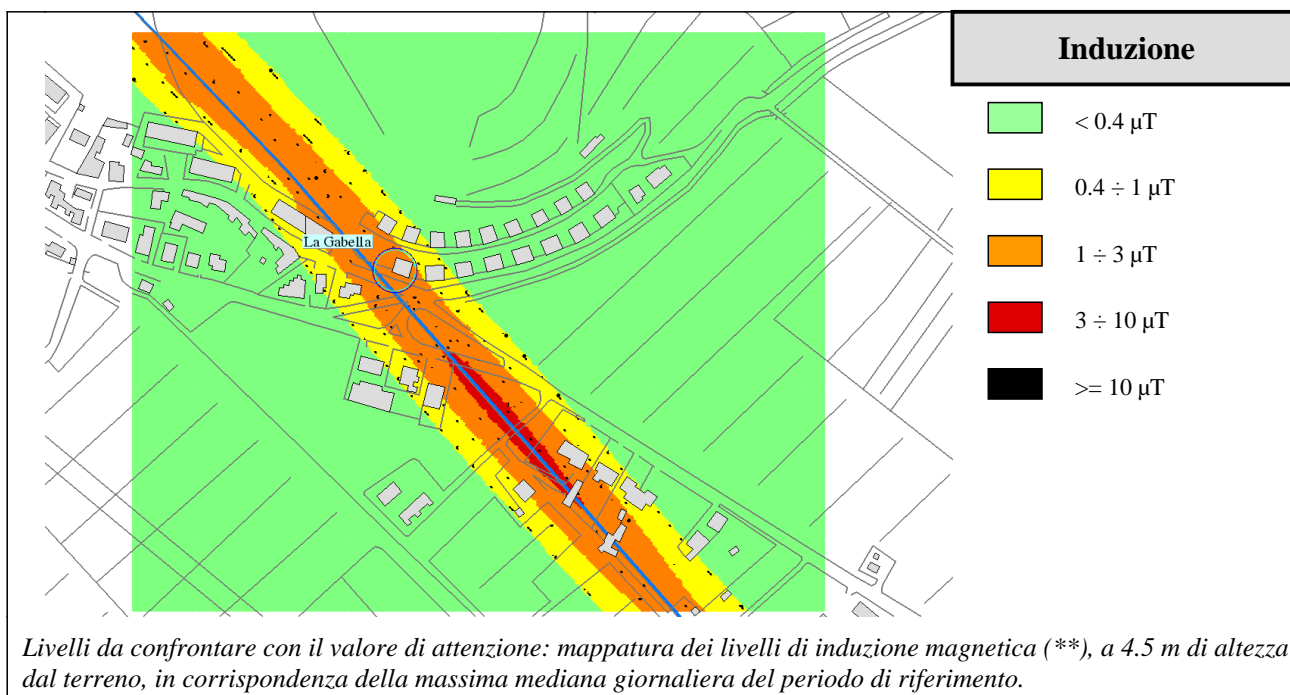 Induzione
< 0.4 µT
0.4 ÷ 1 µT
1 ÷ 3 µT
3 ÷ 10 µT
>= 10 µT
La Gabella
Livelli da confrontare con il valore di attenzione: mappatura dei livelli di induzione magnetica (**), a 4.5 m di altezza
dal terreno, in corrispondenza della massima mediana giornaliera del periodo di riferimento.